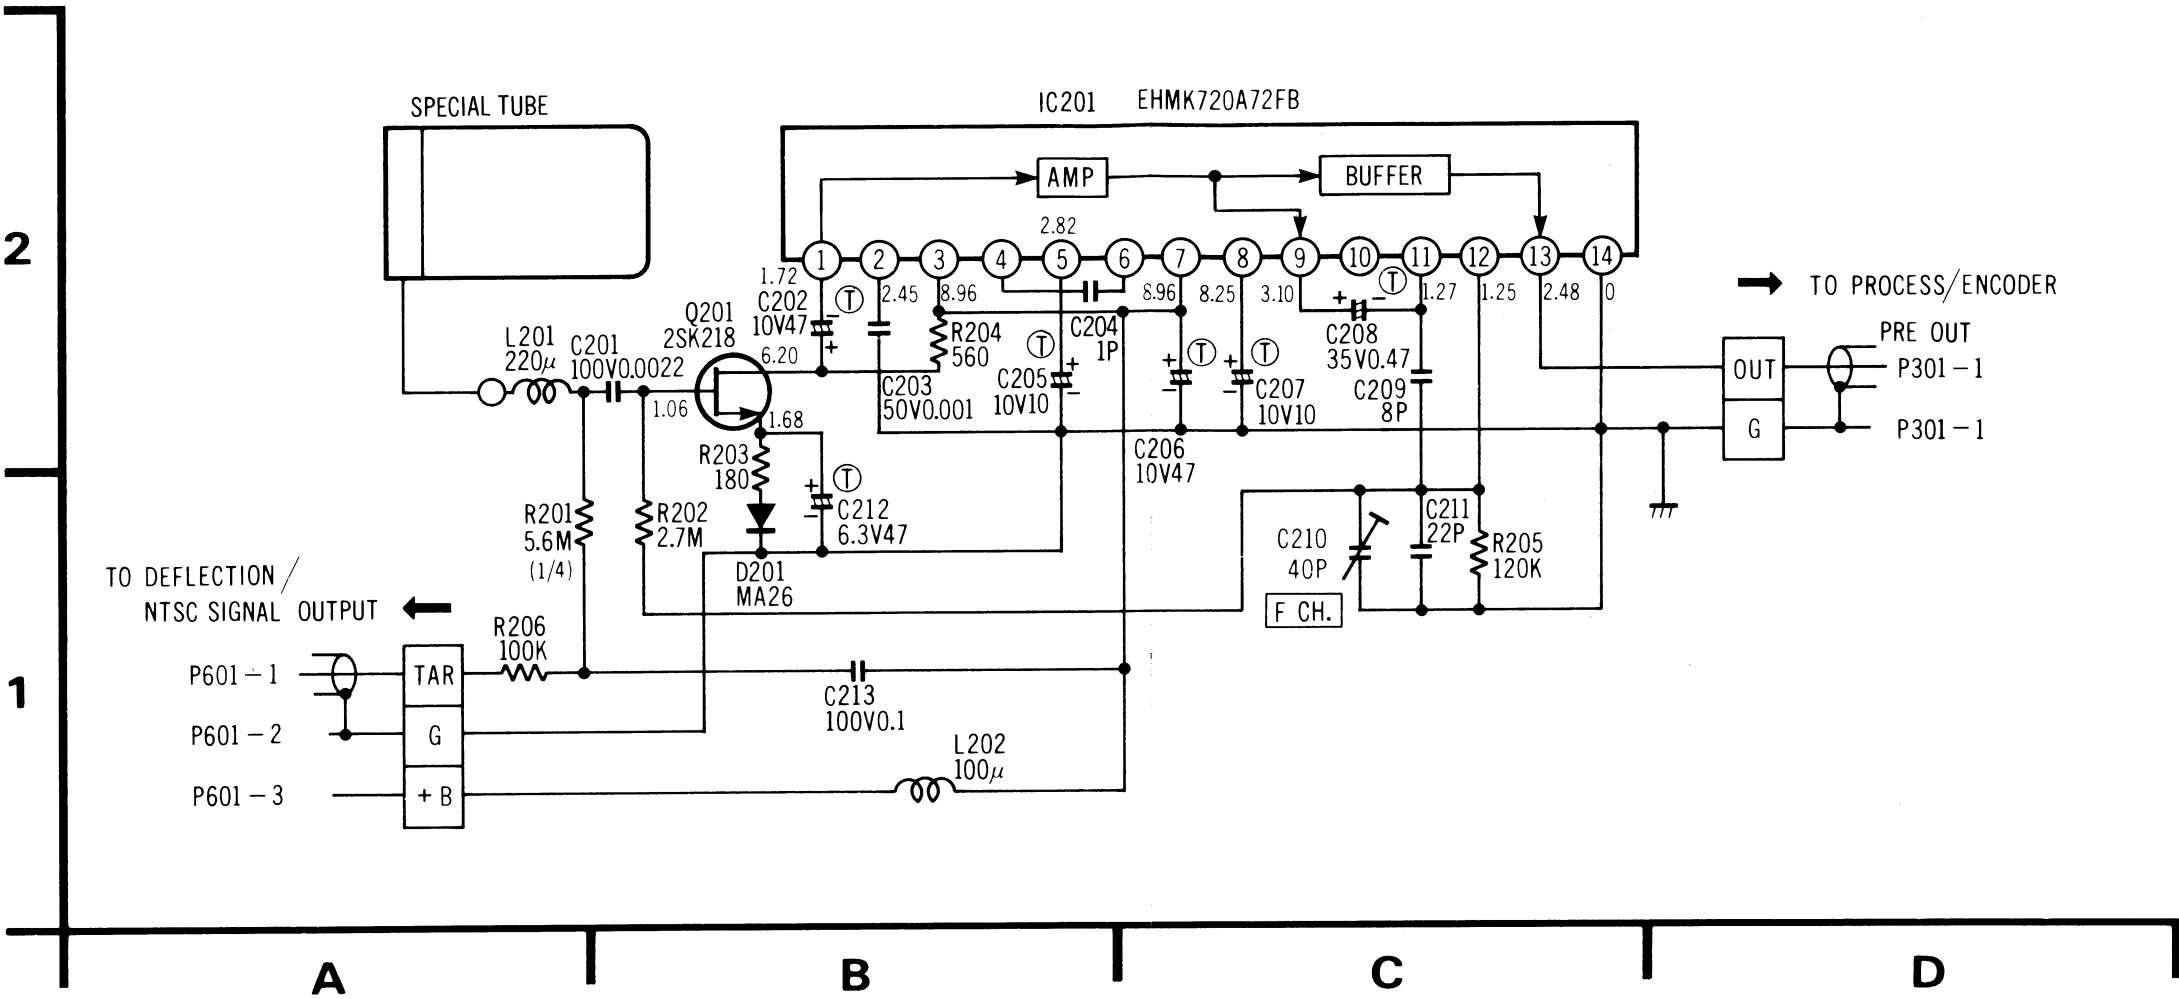 SPECIAL TUBE
IC201 EHMK720A72FB
AMP
BUFFER
2
2.82
1 2 3 4 5 6 7 8 9 10 11 12 13 14
1.72
2.45
8.96
8.96
8.25
3.10
1.27
1.25
2.48
0
TO PROCESS/ENCODER
PRE OUT
OUT
P301-1
G
P301-1
L201
220μ
C201
100V0.0022
Q201
2SK218
C202
10V47
T
-
+
6.20
1.06
1.68
R204
560
C203
50V0.001
C204
1P
T
C205
10V10
+
-
T
+
-
C206
10V47
T
+
-
C207
10V10
T
+
-
C208
35V0.47
C209
8P
R203
180
T
+
-
C212
6.3V47
R201
5.6M
(1/4)
R202
2.7M
D201
MA26
C210
40P
F CH.
C211
22P
R205
120K
TO DEFLECTION/
NTSC SIGNAL OUTPUT
R206
100K
1
P601-1
TAR
C213
100V0.1
P601-2
G
L202
100μ
P601-3
+B
A
B
C
D